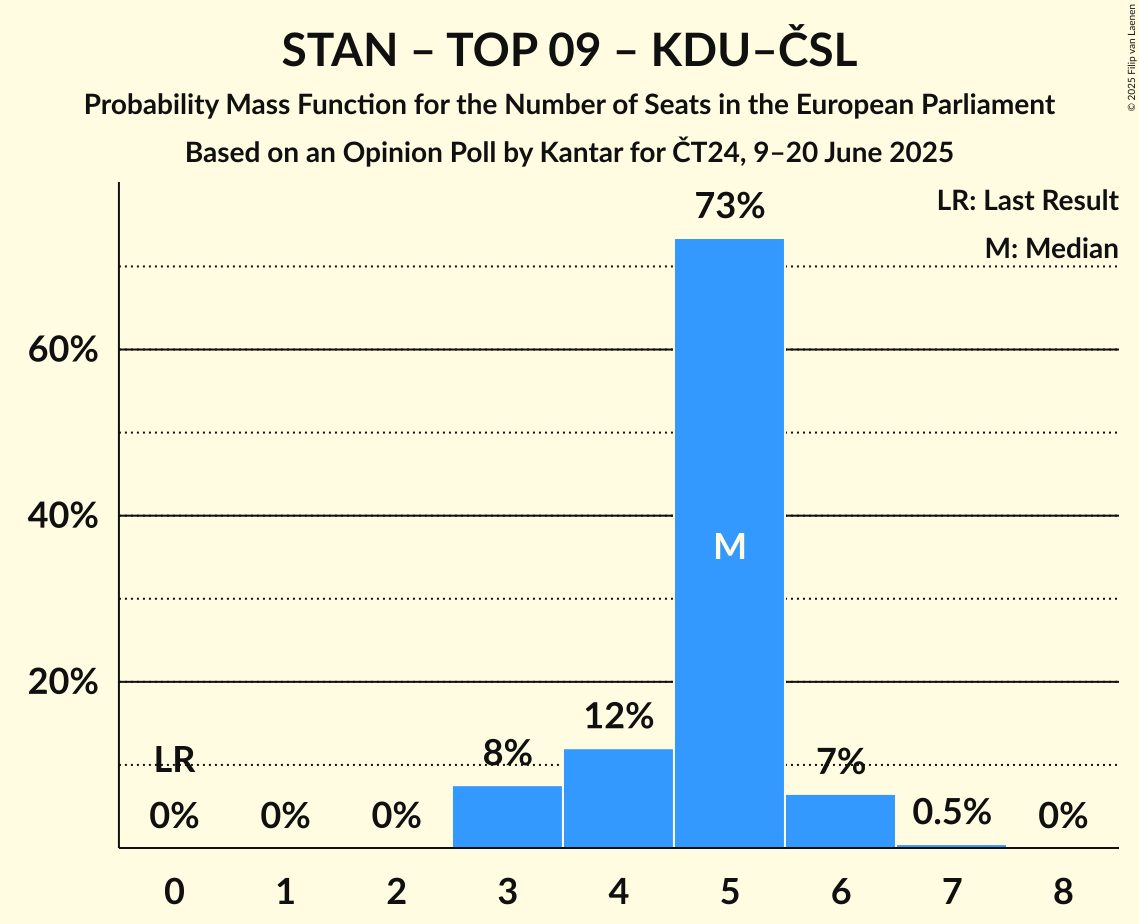 STAN – TOP 09 – KDU–ČSL
Probability Mass Function for the Number of Seats in the European Parliament
Based on an Opinion Poll by Kantar for ČT24, 9–20 June 2025
© 2025 Filip van Laenen
LR: Last Result
M: Median
73%
60%
40%
M
20%
12%
LR
8%
7%
0%
0%
0%
0.5%
0%
0 1 2 3 4 5 6 7 8